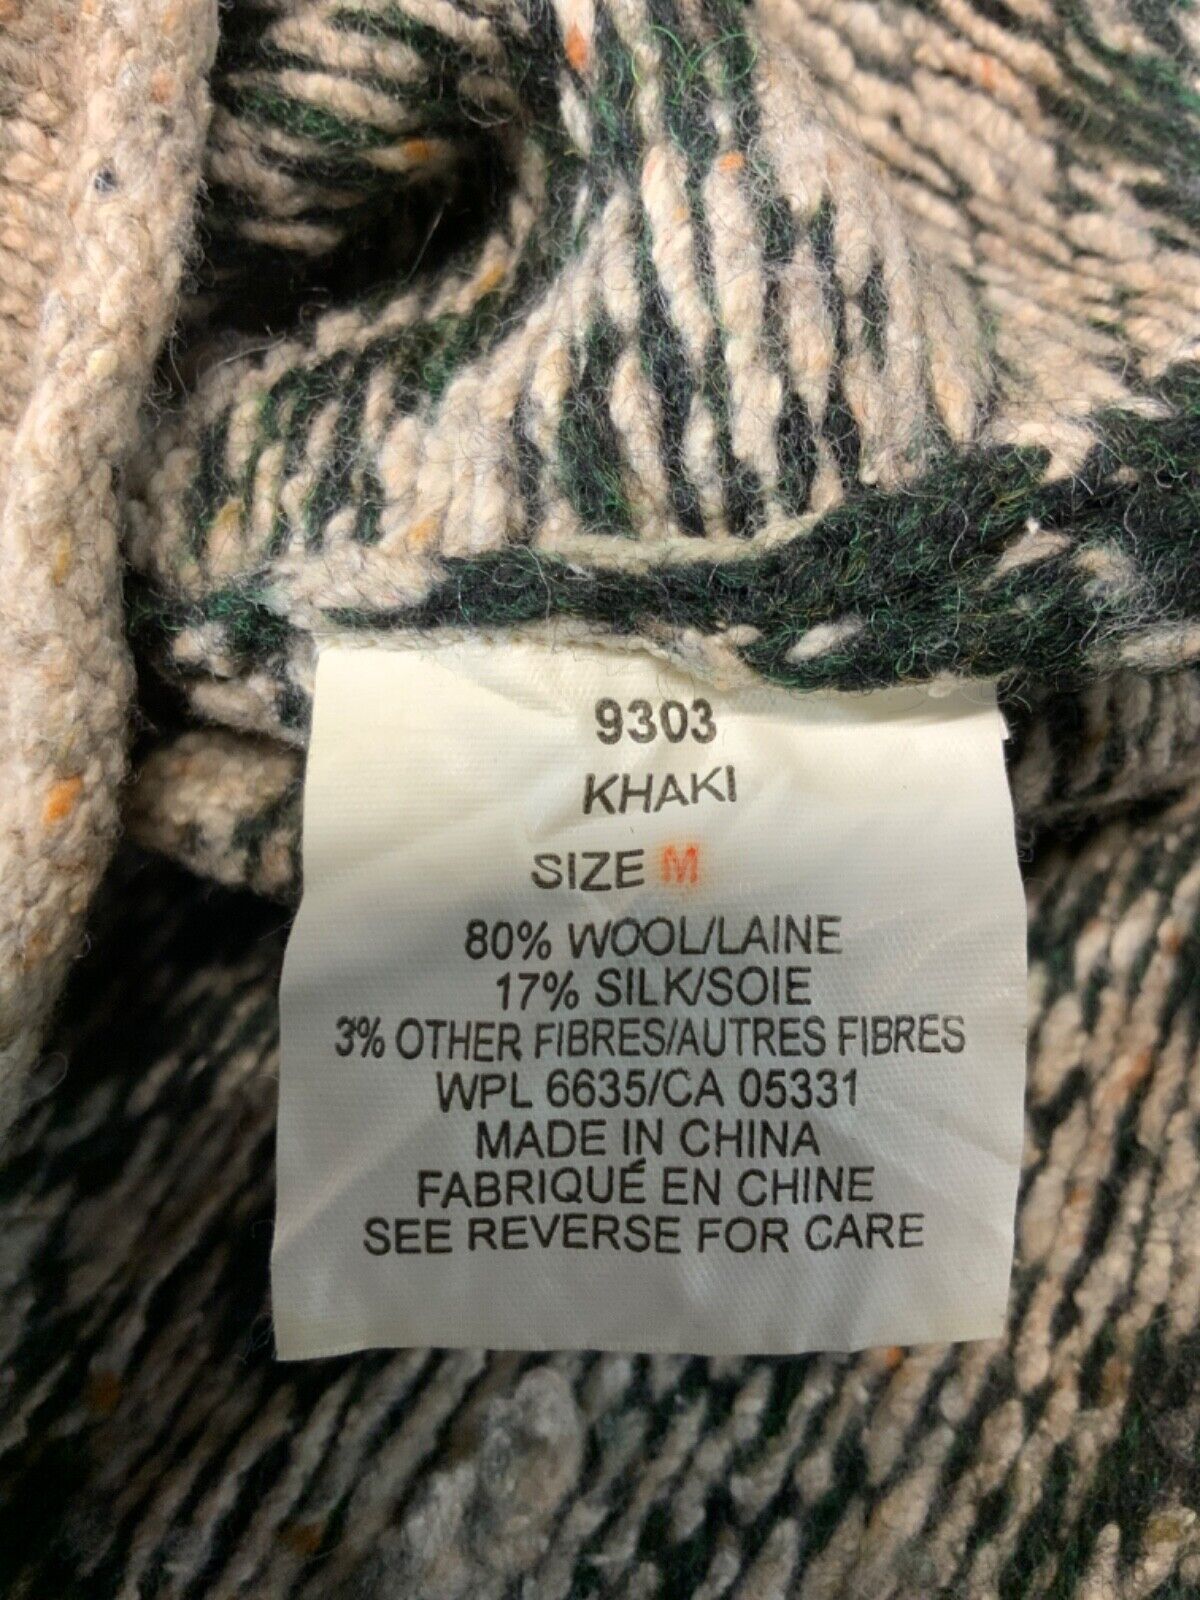 9303
KHAKI
SIZE M
80% WOOL/LAINE
17% SILK/SOIE
3% OTHER FIBRES/AUTRES FIBRES
WPL 6635/CA 05331
MADE IN CHINA
FABRIQUÉ EN CHINE
SEE REVERSE FOR CARE